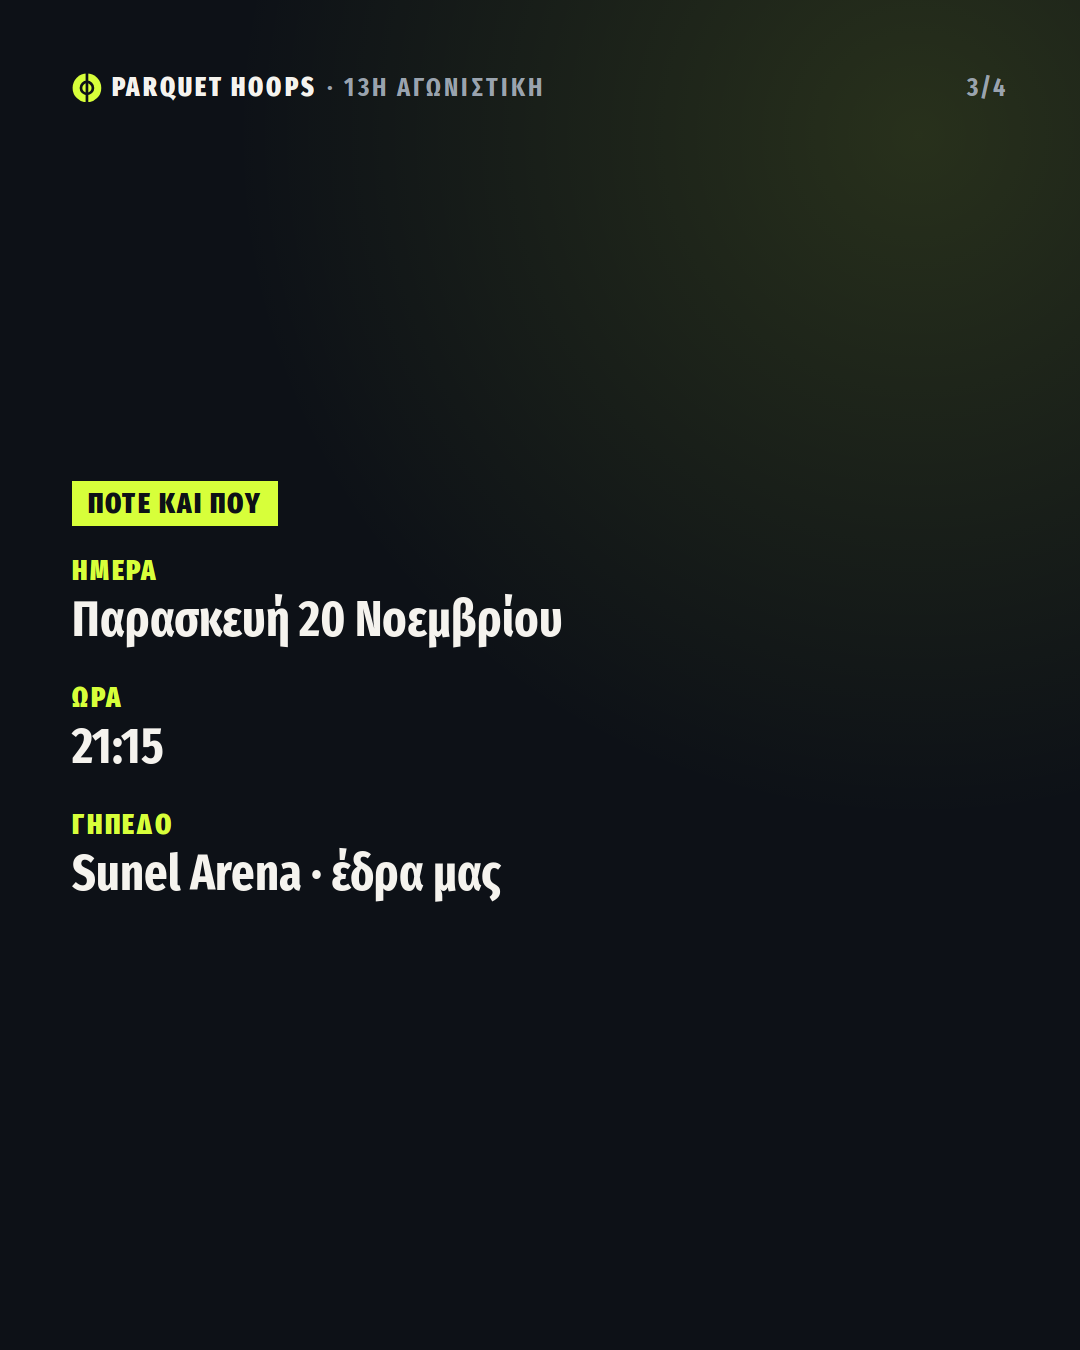 PARQUET HOOPS · 13Η ΑΓΩΝΙΣΤΙΚΗ
3/4
ΠΟΤΕ ΚΑΙ ΠΟΥ
ΗΜΕΡΑ
Παρασκευή 20 Νοεμβρίου
ΩΡΑ
21:15
ΓΗΠΕΔΟ
Sunel Arena · έδρα μας